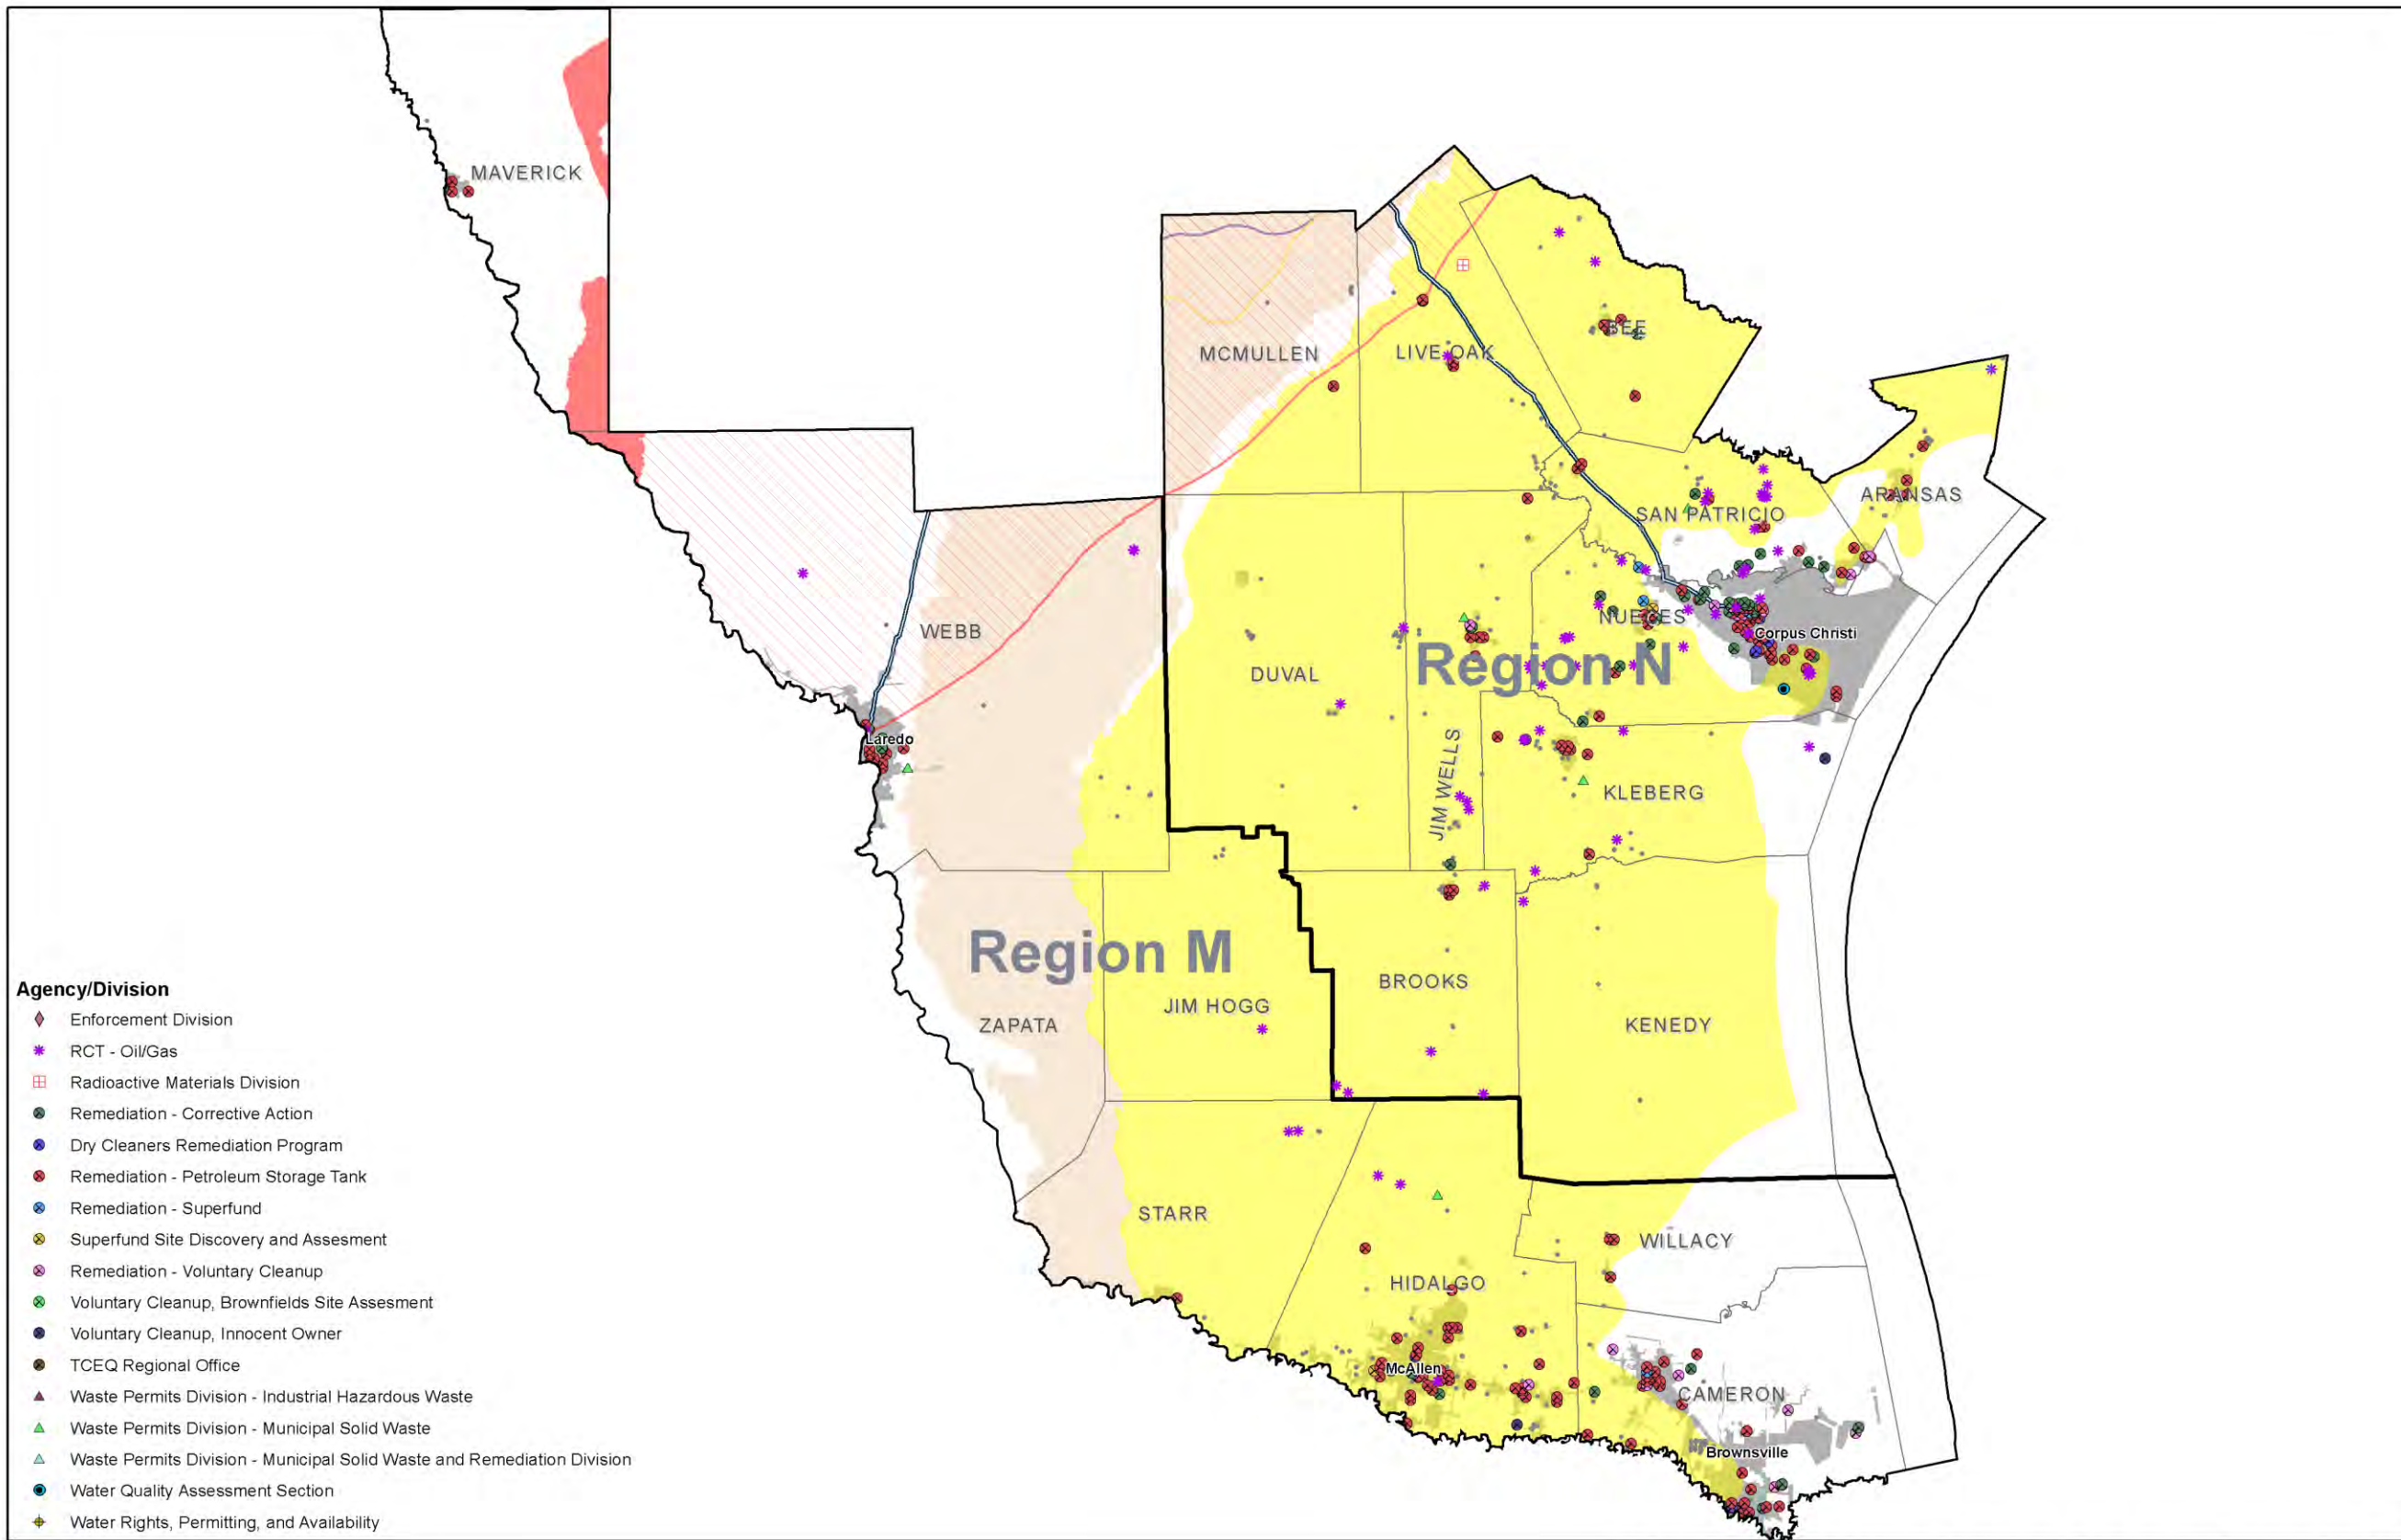 MAVERICK
MCMULLEN
LIVE OAK
BEE
SAN PATRICIO
ARANSAS
WEBB
NUECES
Corpus Christi
DUVAL
Region N
Laredo
JIM WELLS
KLEBERG
Region M
BROOKS
JIM HOGG
ZAPATA
KENEDY
STARR
WILLACY
HIDALGO
McAllen
CAMERON
Brownsville
Agency/Division
Enforcement Division
RCT - Oil/Gas
Radioactive Materials Division
Remediation - Corrective Action
Dry Cleaners Remediation Program
Remediation - Petroleum Storage Tank
Remediation - Superfund
Superfund Site Discovery and Assesment
Remediation - Voluntary Cleanup
Voluntary Cleanup, Brownfields Site Assesment
Voluntary Cleanup, Innocent Owner
TCEQ Regional Office
Waste Permits Division - Industrial Hazardous Waste
Waste Permits Division - Municipal Solid Waste
Waste Permits Division - Municipal Solid Waste and Remediation Division
Water Quality Assessment Section
Water Rights, Permitting, and Availability